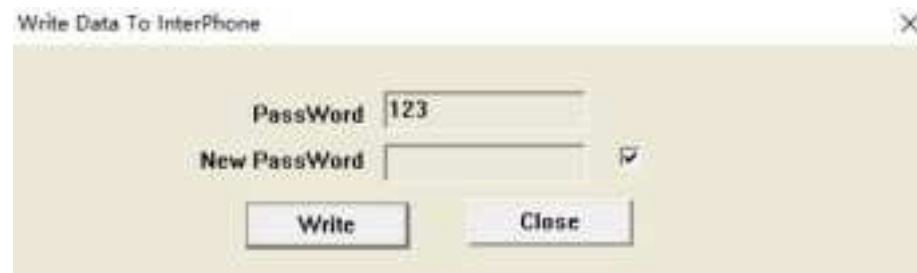 Write Data To InterPhone
PassWord 123
New PassWord
Write Close